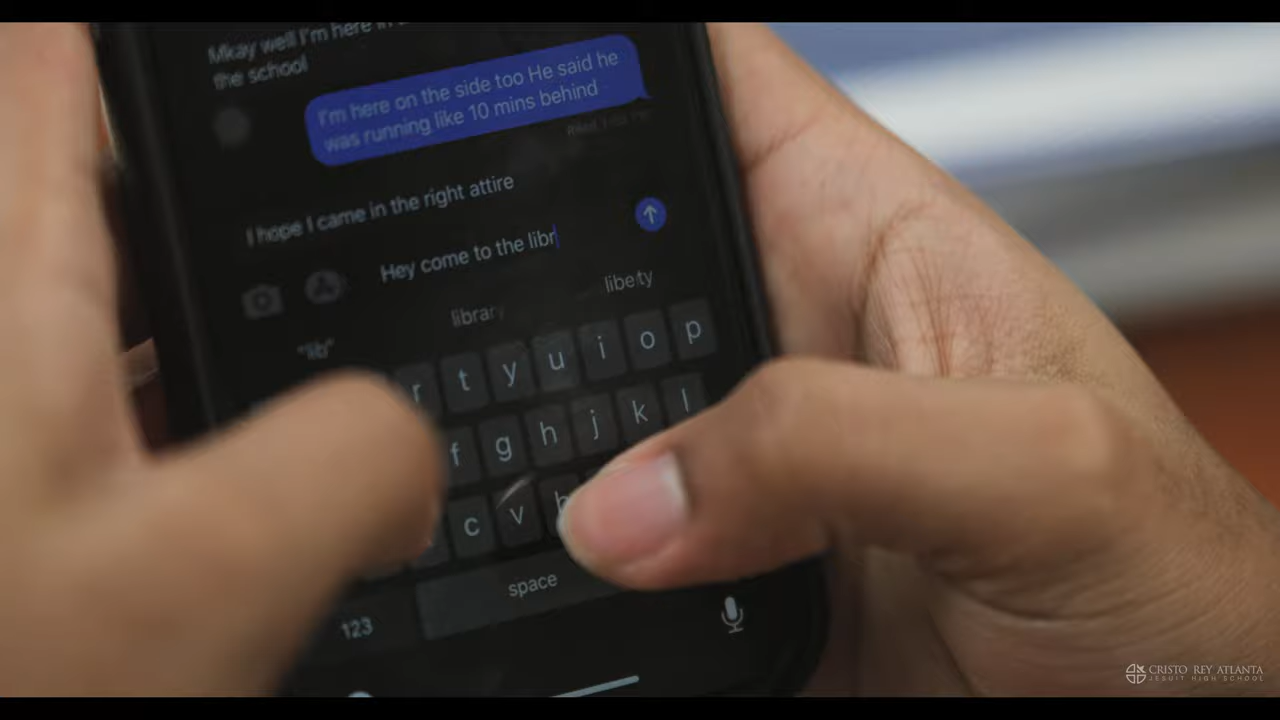 Mkay well I'm here in
the school
I'm here on the side too He said he
was running like 10 mins behind
I hope I came in the right attire
Hey come to the libr
"lib"
library
liberty
r t y u i o p
f g h j k l
c v b
space
123
CRISTO REY ATLANTA
JESUIT HIGH SCHOOL